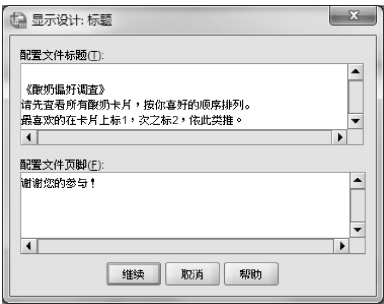 显示设计: 标题
配置文件标题(T):
《酸奶偏好调查》
请先查看所有酸奶卡片，按你喜好的顺序排列。
最喜欢的在卡片上标1，次之标2，依此类推。
配置文件页脚(F):
谢谢您的参与！
继续 取消 帮助